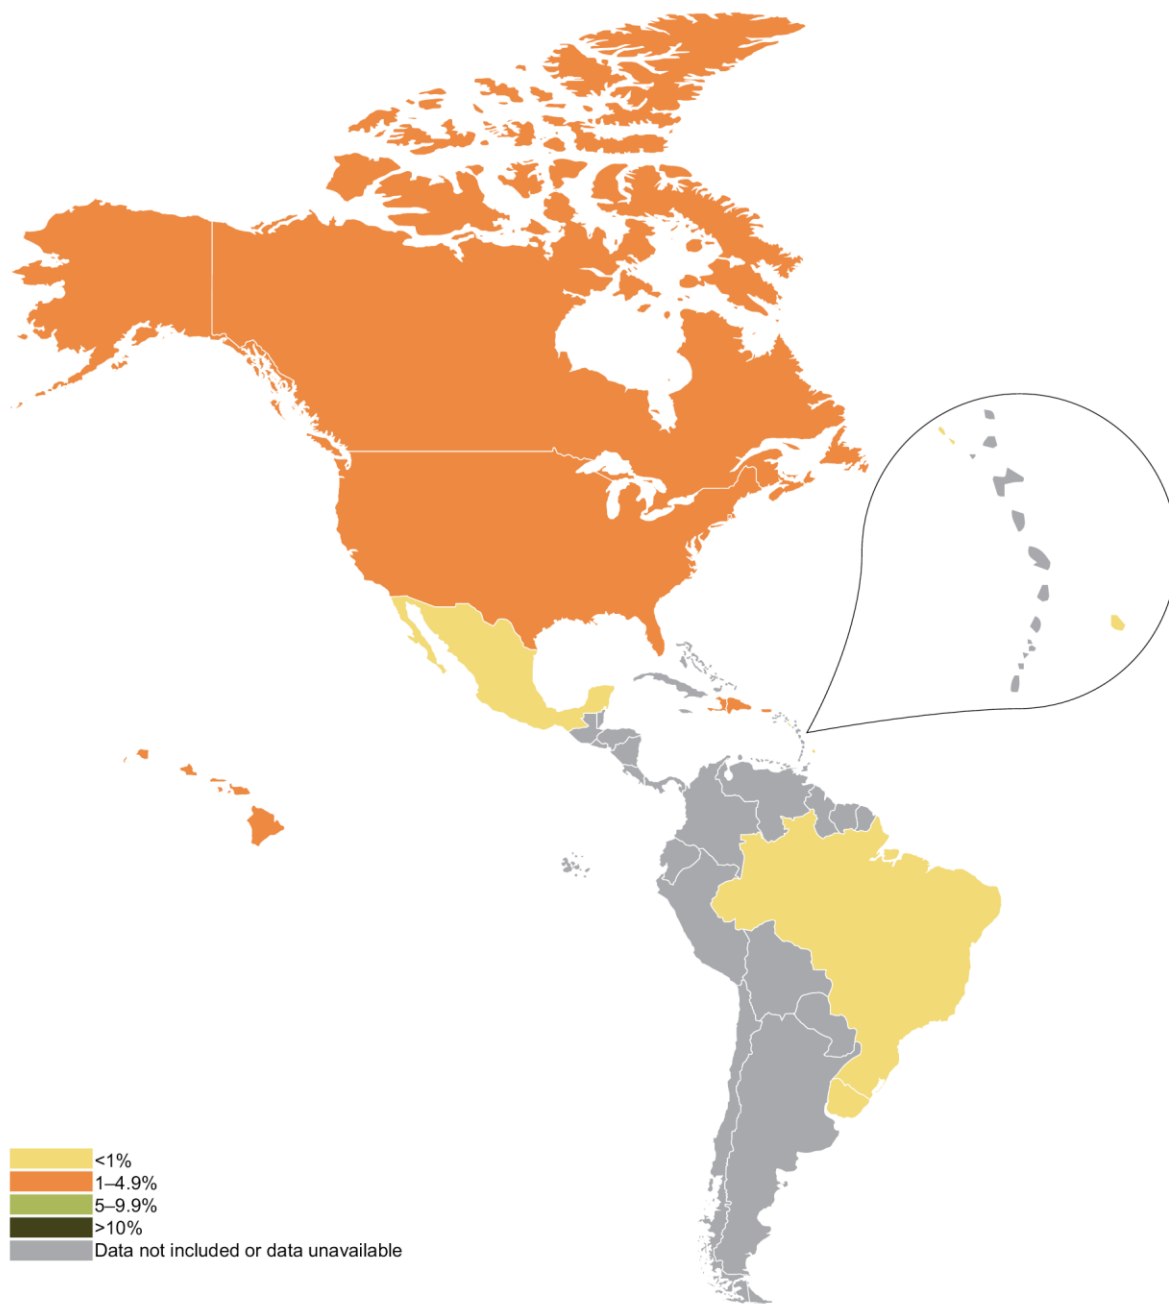 <1%
1–4.9%
5–9.9%
>10%
Data not included or data unavailable